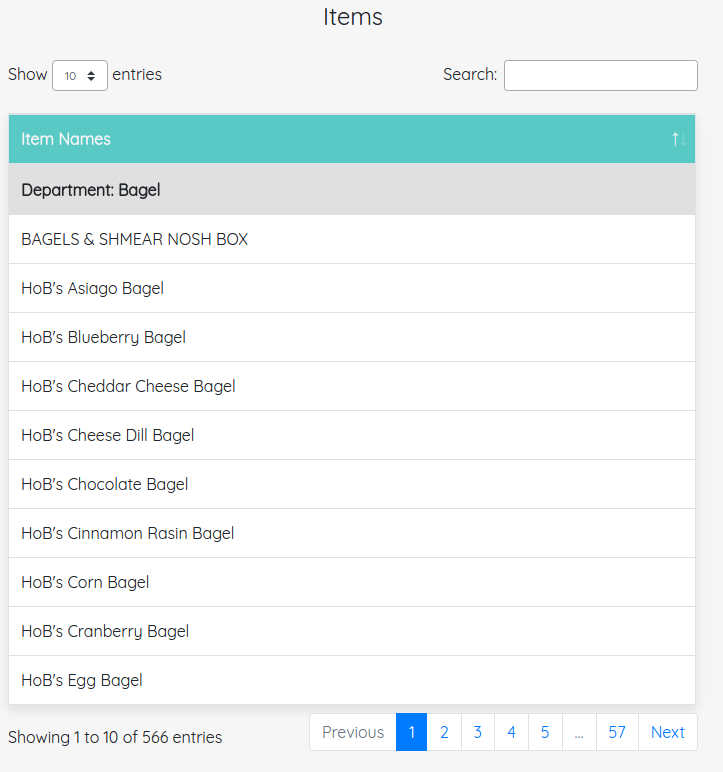 Items
Show 10 entries Search:
Item Names
Department: Bagel
BAGELS & SHMEAR NOSH BOX
HoB's Asiago Bagel
HoB's Blueberry Bagel
HoB's Cheddar Cheese Bagel
HoB's Cheese Dill Bagel
HoB's Chocolate Bagel
HoB's Cinnamon Rasin Bagel
HoB's Corn Bagel
HoB's Cranberry Bagel
HoB's Egg Bagel
Showing 1 to 10 of 566 entries Previous 1 2 3 4 5 ... 57 Next